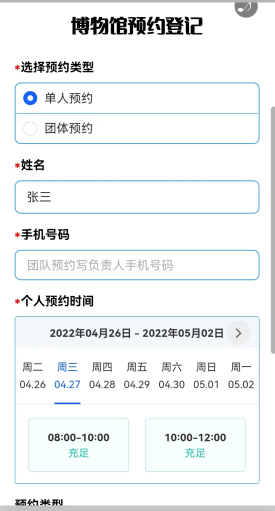 博物馆预约登记
*选择预约类型
单人预约
团体预约
*姓名
张三
*手机号码
团队预约写负责人手机号码
*个人预约时间
2022年04月26日 - 2022年05月02日
周二 周三 周四 周五 周六 周日 周一
04.26 04.27 04.28 04.29 04.30 05.01 05.02
08:00-10:00 10:00-12:00
充足 充足
预约类型